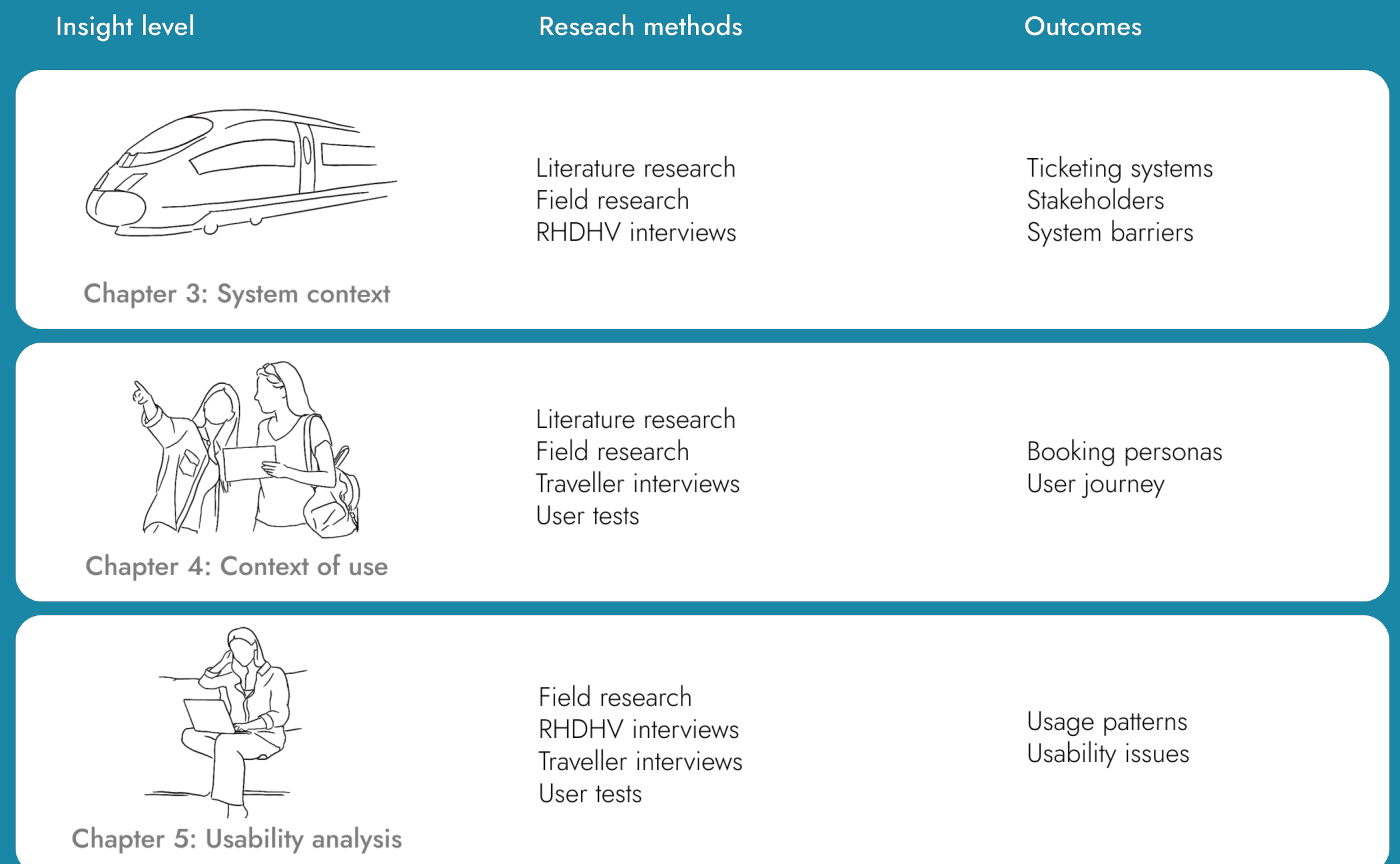 Insight level
Reseach methods
Outcomes
Literature research
Field research
RHDHV interviews
Ticketing systems
Stakeholders
System barriers
Chapter 3: System context
Literature research
Field research
Traveller interviews
User tests
Booking personas
User journey
Chapter 4: Context of use
Field research
RHDHV interviews
Traveller interviews
User tests
Usage patterns
Usability issues
Chapter 5: Usability analysis